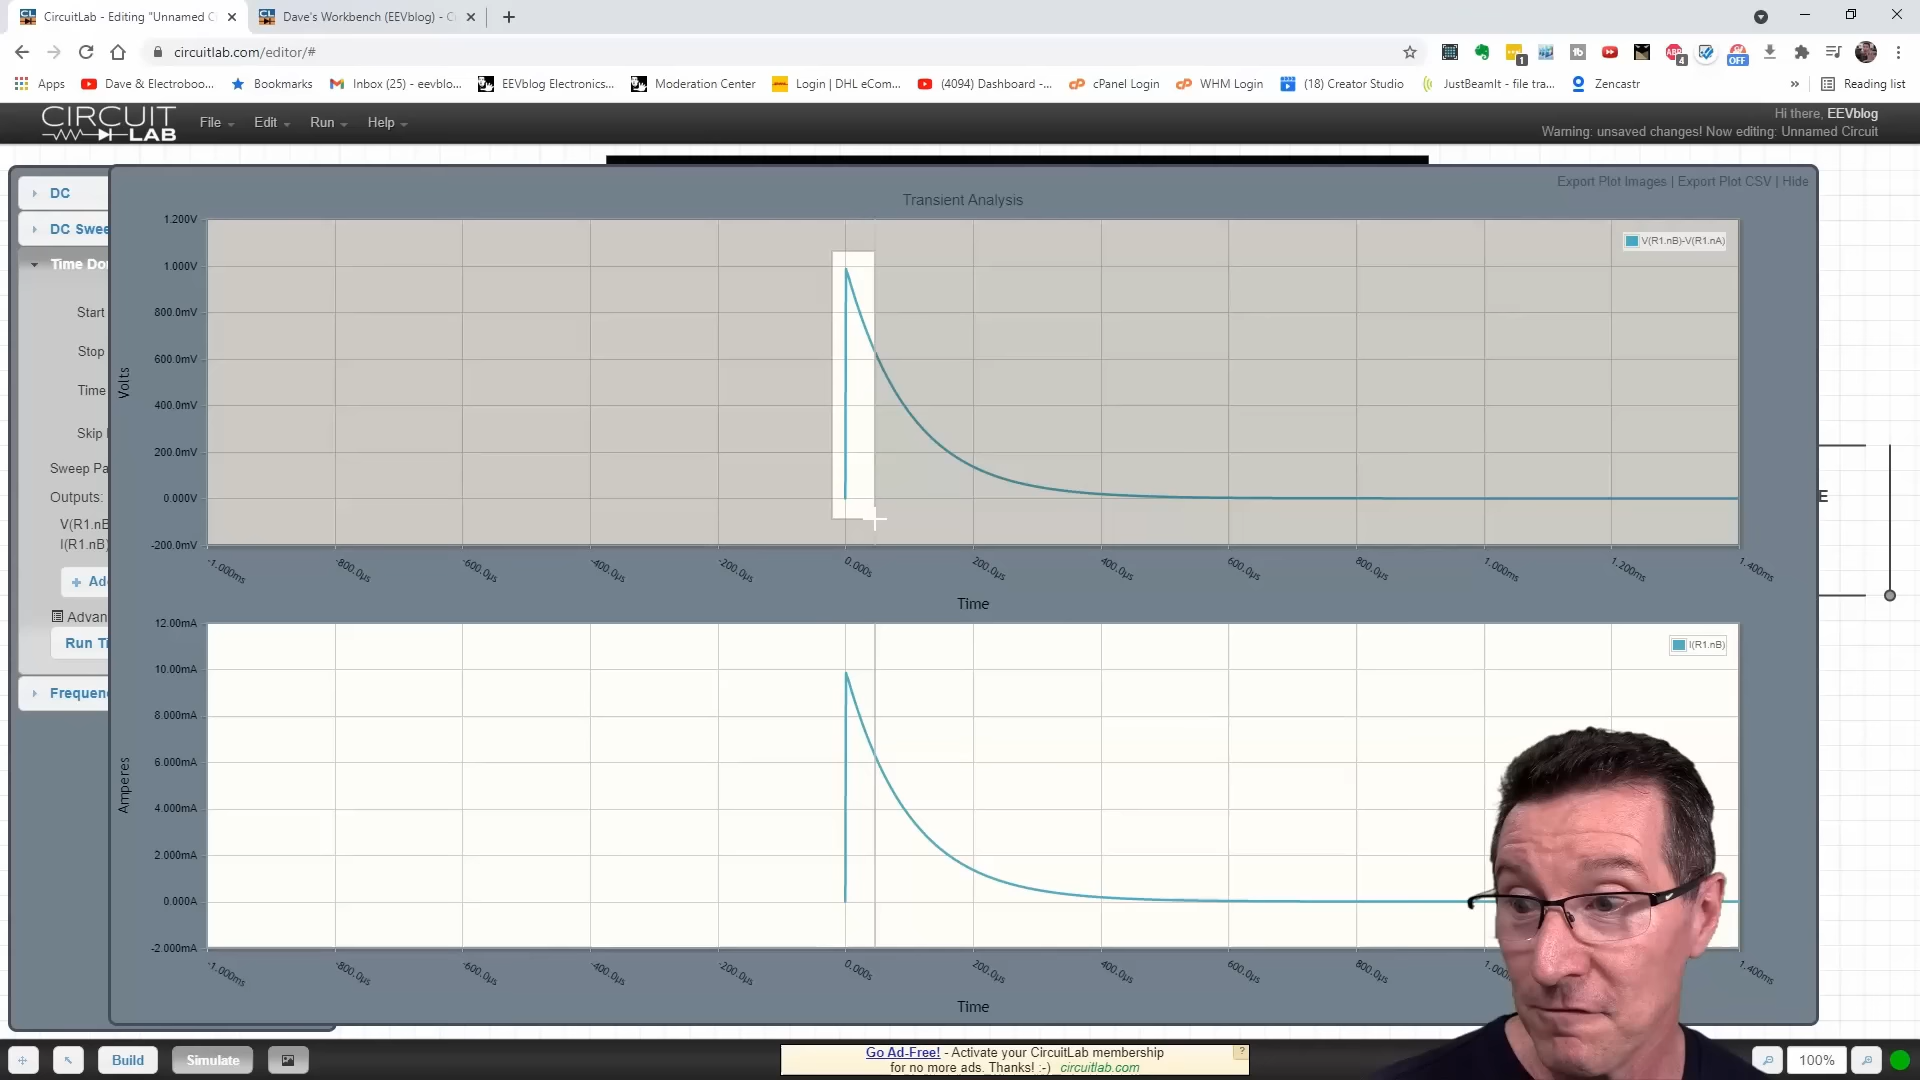 CircuitLab - Editing "Unnamed C
Dave's Workbench (EEVblog) - C
circuitlab.com/editor/#
1
4
OFF
Apps
Dave & Electroboo...
Bookmarks
Inbox (25) - eevblo...
EEVblog Electronics...
Moderation Center
Login | DHL eCom...
(4094) Dashboard -...
cPanel Login
WHM Login
(18) Creator Studio
JustBeamIt - file tra...
Zencastr
»
Reading list
CIRCUIT
LAB
File
Edit
Run
Help
Hi there, EEVblog
Warning: unsaved changes! Now editing: Unnamed Circuit
Export Plot Images | Export Plot CSV | Hide
DC
DC Swee
Time Do
Start
Stop
Time
Skip
Sweep Pa
Outputs:
V(R1.nB
I(R1.nB)
Ad
Advan
Run Ti
Frequen
Transient Analysis
V(R1.nB)-V(R1.nA)
1.200V
1.000V
800.0mV
600.0mV
400.0mV
200.0mV
0.000V
-200.0mV
Volts
-1.000ms
-800.0µs
-600.0µs
-400.0µs
-200.0µs
0.000s
200.0µs
400.0µs
600.0µs
800.0µs
1.000ms
1.200ms
1.400ms
Time
E
I(R1.nB)
12.00mA
10.00mA
8.000mA
6.000mA
4.000mA
2.000mA
0.000A
-2.000mA
Amperes
-1.000ms
-800.0µs
-600.0µs
-400.0µs
-200.0µs
0.000s
200.0µs
400.0µs
600.0µs
800.0µs
1.000
1.400ms
Time
Build
Simulate
Go Ad-Free! - Activate your CircuitLab membership
for no more ads. Thanks! :-) circuitlab.com
?
100%